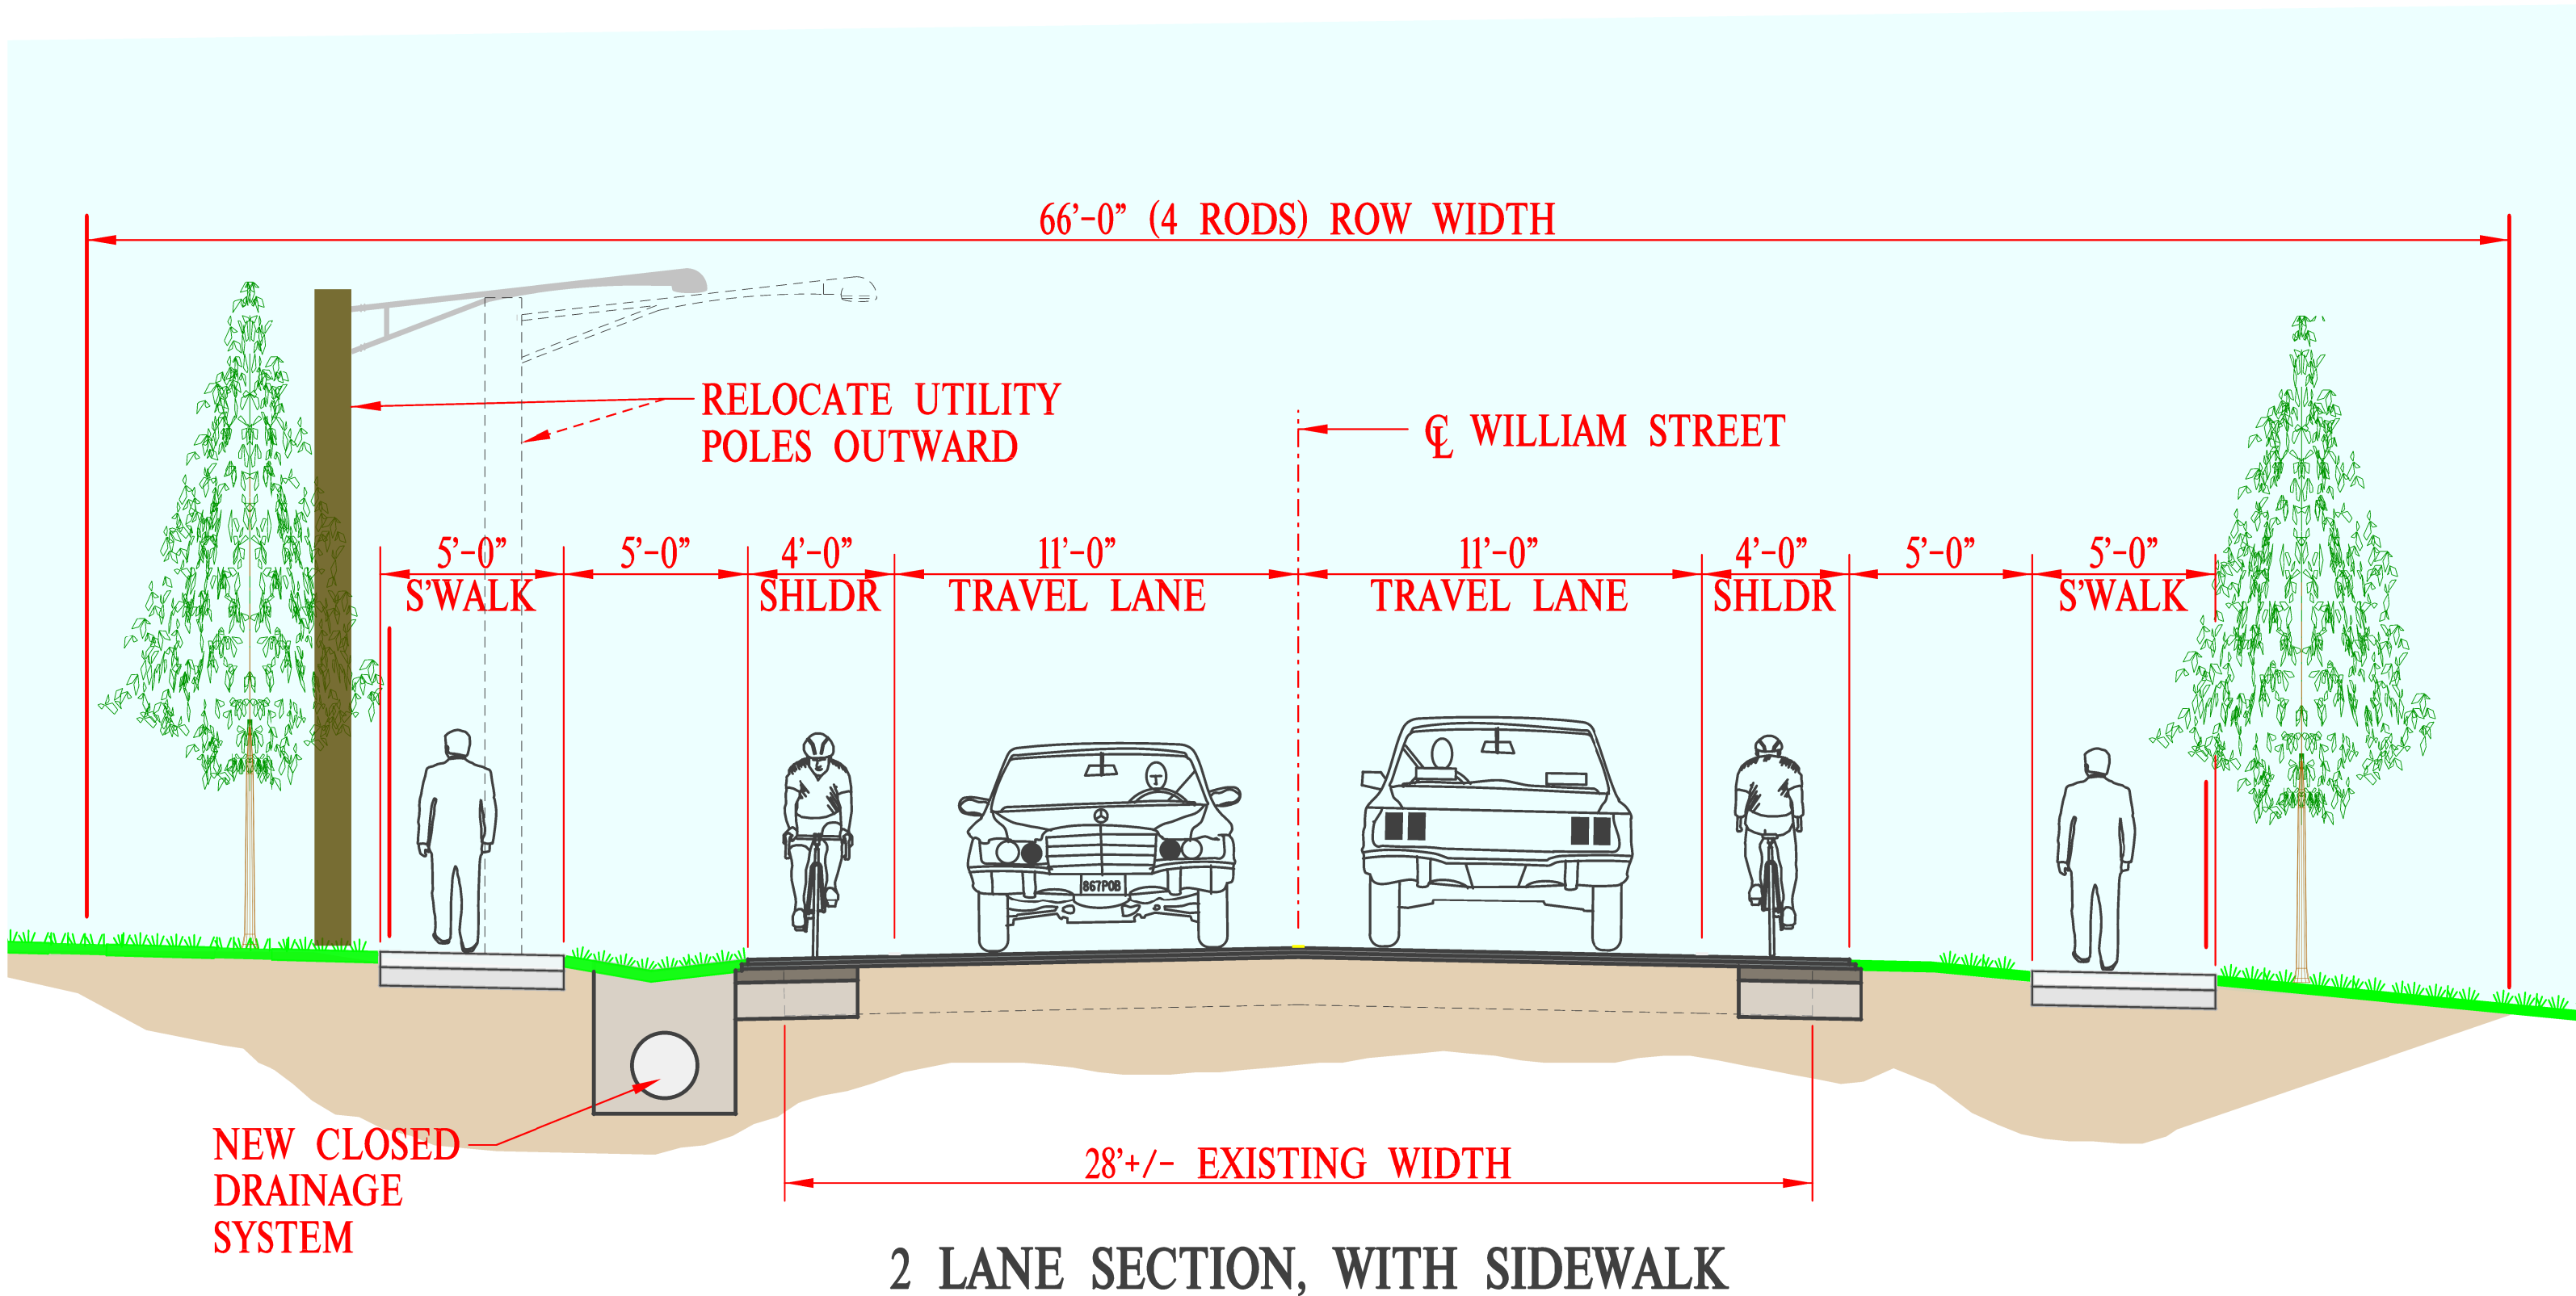 66'-0" (4 RODS) ROW WIDTH
RELOCATE UTILITY
POLES OUTWARD
℄ WILLIAM STREET
5'-0" 5'-0" 4'-0" 11'-0" 11'-0" 4'-0" 5'-0" 5'-0"
S'WALK SHLDR TRAVEL LANE TRAVEL LANE SHLDR S'WALK
867POB
NEW CLOSED
DRAINAGE
SYSTEM
28'+/- EXISTING WIDTH
2 LANE SECTION, WITH SIDEWALK